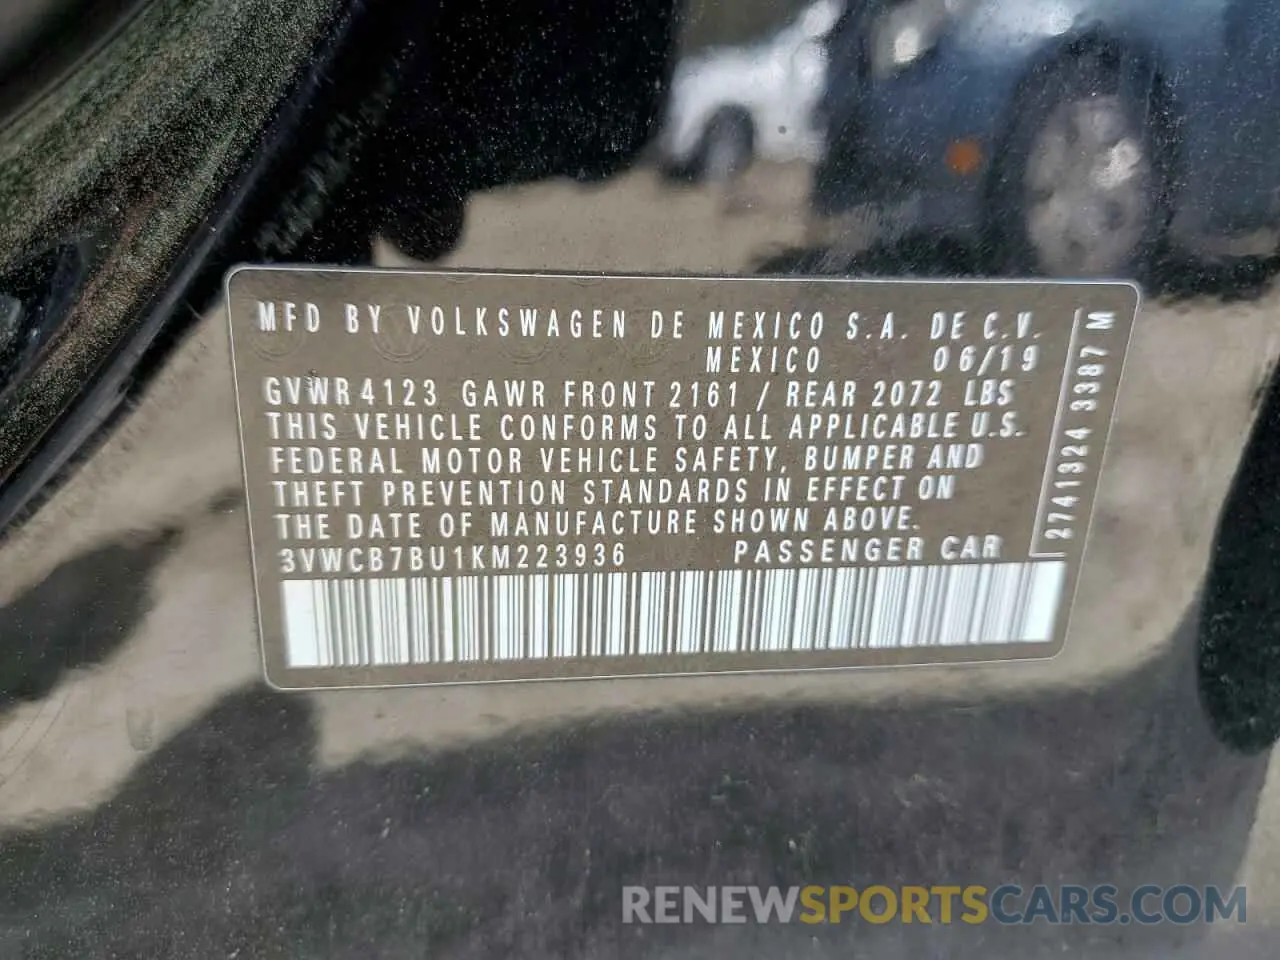 MFD BY VOLKSWAGEN DE MEXICO S.A. DE C.V.
MEXICO 06/19
GVWR 4123 GAWR FRONT 2161 / REAR 2072 LBS
THIS VEHICLE CONFORMS TO ALL APPLICABLE U.S.
FEDERAL MOTOR VEHICLE SAFETY, BUMPER AND
THEFT PREVENTION STANDARDS IN EFFECT ON
THE DATE OF MANUFACTURE SHOWN ABOVE.
3VWCB7BU1KM223936 PASSENGER CAR
2741324 3387 M
RENEWSPORTSCARS.COM